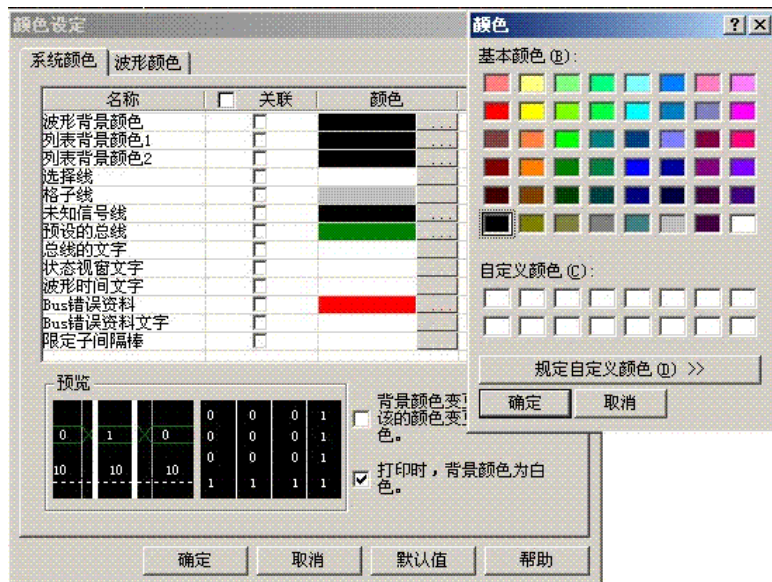 颜色设定
系统颜色
波形颜色
名称
关联
颜色
波形背景颜色
列表背景颜色1
列表背景颜色2
选择线
格子线
未知信号线
预设的总线
总线的文字
状态视窗文字
波形时间文字
Bus错误资料
Bus错误资料文字
限定子间隔棒
预览
0 1 0
10 10 10
0 0 0 1
0 0 0 1
0 0 0 1
1 1 1 1
背景颜色变
该的颜色变
色。
打印时，背景颜色为白
色。
确定
取消
默认值
帮助
颜色
基本颜色(B):
自定义颜色(C):
规定自定义颜色(D) >>
确定
取消